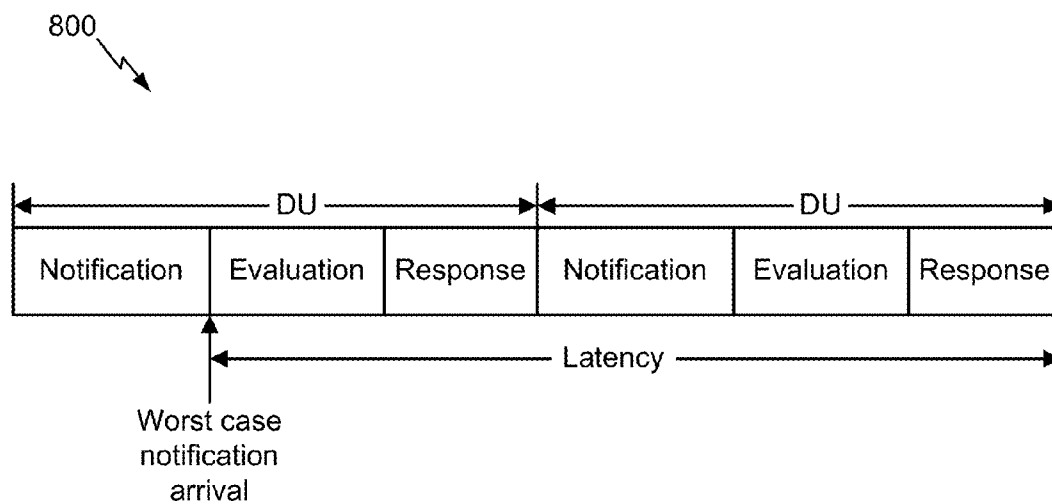 800
DU DU
Notification Evaluation Response Notification Evaluation Response
Latency
Worst case
notification
arrival